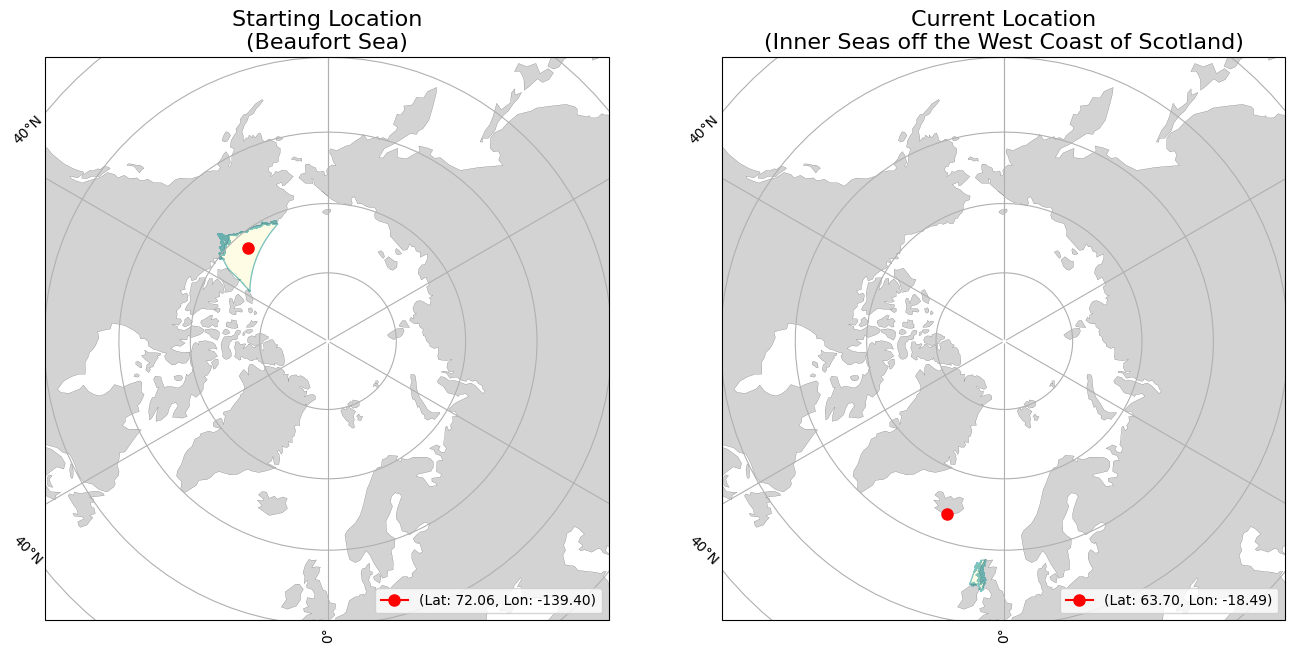 Starting Location
(Beaufort Sea)
40°N
40°N
0°
(Lat: 72.06, Lon: -139.40)
Current Location
(Inner Seas off the West Coast of Scotland)
40°N
40°N
0°
(Lat: 63.70, Lon: -18.49)